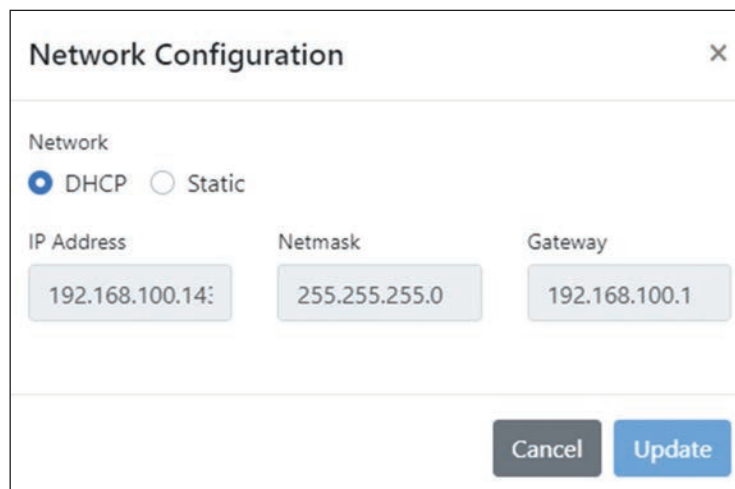 Network Configuration ×
Network
DHCP Static
IP Address Netmask Gateway
255.255.255.0 192.168.100.1
Cancel Update